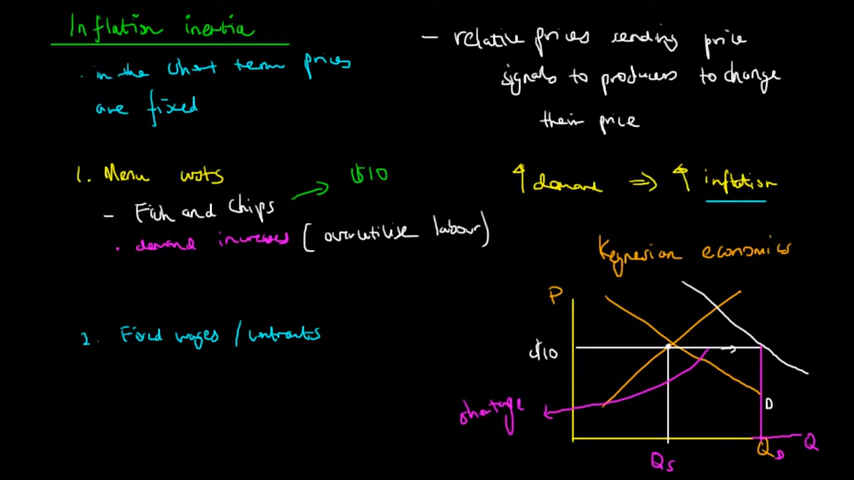 Inflation inertia
. in the short term prices
are fixed
1. Menu costs
- Fish and chips → $10
. demand increases (overutilise labour)
2. Fixed wages / contracts
- relative prices sending price
signals to producers to change
their price
↑ demand ⇒ ↑ inflation
Keynesian economics
P
$10
D
shortage
Qs
QD
Q